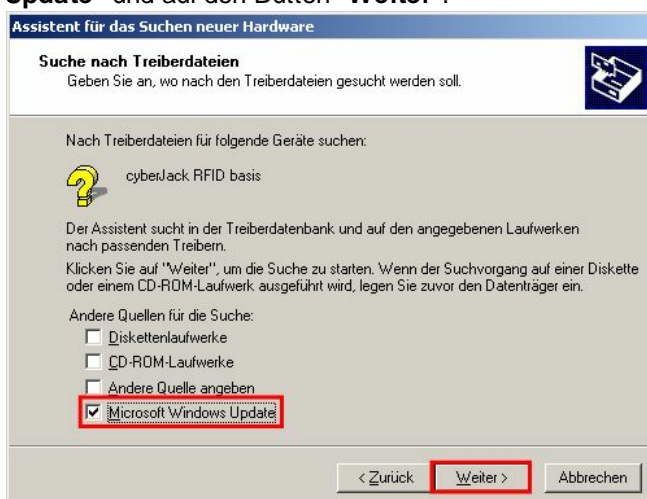 Update" und auf den Button "Weiter".
Assistent für das Suchen neuer Hardware
Suche nach Treiberdateien
Geben Sie an, wo nach den Treiberdateien gesucht werden soll.
Nach Treiberdateien für folgende Geräte suchen:
cyberJack RFID basis
Der Assistent sucht in der Treiberdatenbank und auf den angegebenen Laufwerken
nach passenden Treibern.
Klicken Sie auf "Weiter", um die Suche zu starten. Wenn der Suchvorgang auf einer Diskette
oder einem CD-ROM-Laufwerk ausgeführt wird, legen Sie zuvor den Datenträger ein.
Andere Quellen für die Suche:
Diskettenlaufwerke
CD-ROM-Laufwerke
Andere Quelle angeben
Microsoft Windows Update
< Zurück Weiter > Abbrechen